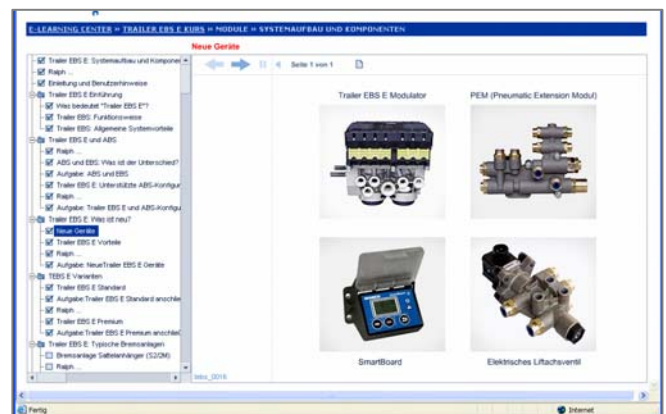 E-LEARNING CENTER » TRAILER EBS E KURS » MODULE » SYSTEMAUFBAU UND KOMPONENTEN
Neue Geräte
Trailer EBS E: Systemaufbau und Kompone
Ralph ...
Einleitung und Benutzerhinweise
Trailer EBS E Einführung
Was bedeutet "Trailer EBS E"?
Trailer EBS: Funktionsweise
Trailer EBS: Allgemeine Systemvorteile
Trailer EBS E und ABS
Ralph ...
ABS und EBS: Was ist der Unterschied?
Aufgabe: ABS und EBS
Trailer EBS E: Unterstützte ABS-Konfigur
Ralph ...
Aufgabe: Trailer EBS E und ABS-Konfigu
Trailer EBS E: Was ist neu?
Neue Geräte
Trailer EBS E Vorteile
Ralph ...
Aufgabe: NeueTrailer EBS E Geräte
TEBS E Varianten
Trailer EBS E Standard
Aufgabe:Trailer EBS E Standard anschlie
Ralph ...
Trailer EBS E Premium
Aufgabe:Trailer EBS E Premium anschließ
Trailer EBS E: Typische Bremsanlagen
Bremsanlage Sattelanhänger (S2/2M)
Ralph ...
Seite 1 von 1
Trailer EBS E Modulator
PEM (Pneumatic Extension Modul)
SmartBoard
Elektrisches Liftachsventil
tebs_0016
Fertig
Internet